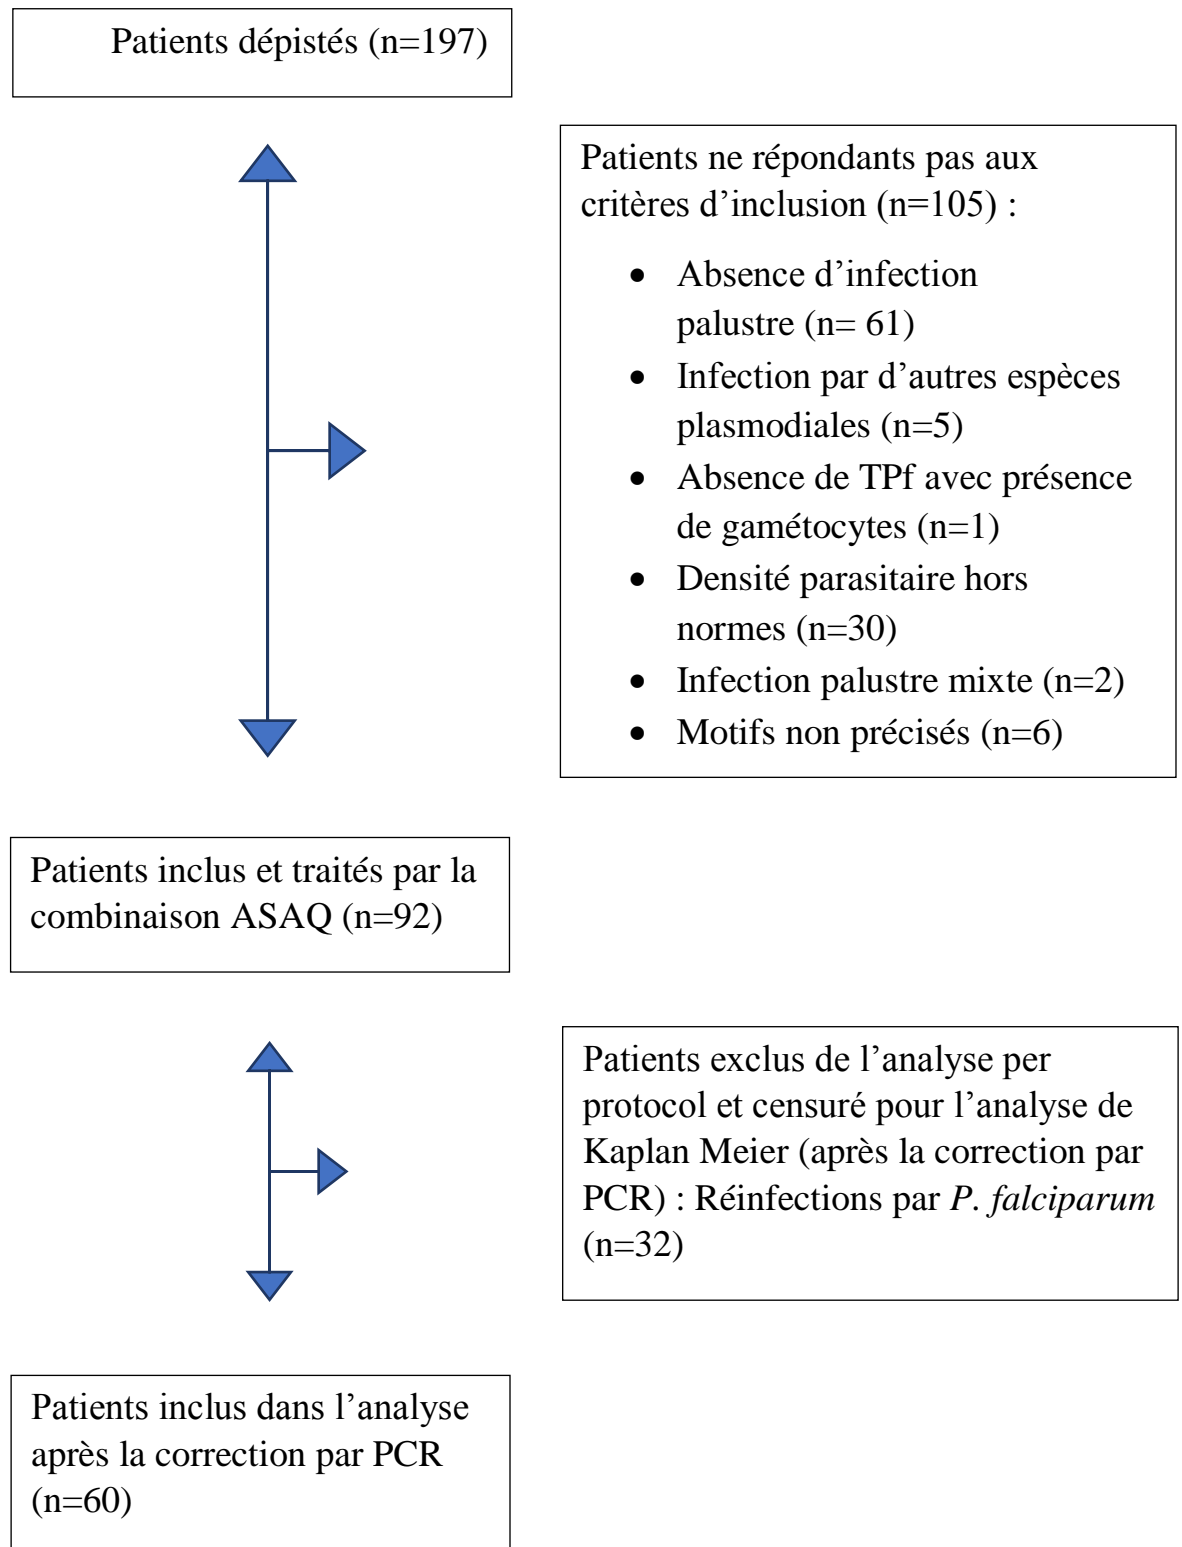 Patients dépistés (n=197)
Patients ne répondants pas aux
critères d’inclusion (n=105) :
• Absence d’infection
palustre (n= 61)
• Infection par d’autres espèces
plasmodiales (n=5)
• Absence de TPf avec présence
de gamétocytes (n=1)
• Densité parasitaire hors
normes (n=30)
• Infection palustre mixte (n=2)
• Motifs non précisés (n=6)
Patients inclus et traités par la
combinaison ASAQ (n=92)
Patients exclus de l’analyse per
protocol et censuré pour l’analyse de
Kaplan Meier (après la correction par
PCR) : Réinfections par P. falciparum
(n=32)
Patients inclus dans l’analyse
après la correction par PCR
(n=60)